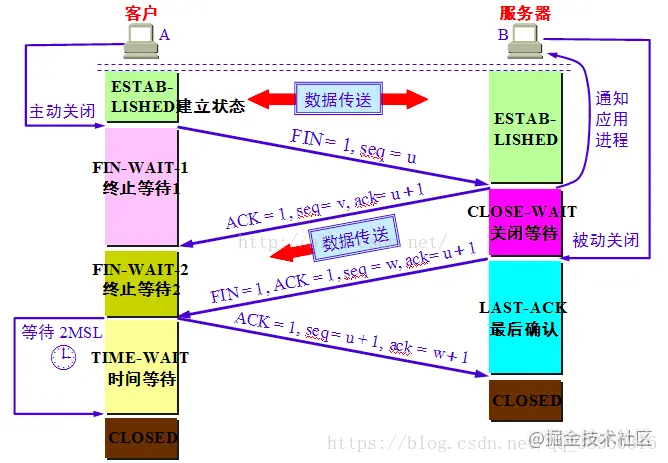 客户
服务器
A
B
ESTAB-
LISHED建立状态
数据传送
主动关闭
通知
应用
进程
ESTAB-
LISHED
FIN= 1, seq = u
FIN-WAIT-1
终止等待1
ACK = 1, seq= v, ack= u+1
CLOSE-WAIT
关闭等待
数据传送
被动关闭
FIN-WAIT-2
终止等待2
FIN= 1, ACK = 1, seq = w, ack= u+1
LAST-ACK
最后确认
等待 2MSL
ACK = 1, seq= u+1, ack = w+1
TIME-WAIT
时间等待
CLOSED
CLOSED
@掘金技术社区